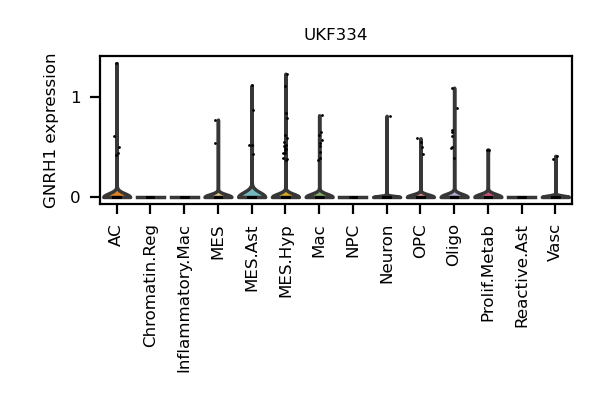 UKF334
GNRH1 expression
1
0
AC
Chromatin.Reg
Inflammatory.Mac
MES
MES.Ast
MES.Hyp
Mac
NPC
Neuron
OPC
Oligo
Prolif.Metab
Reactive.Ast
Vasc